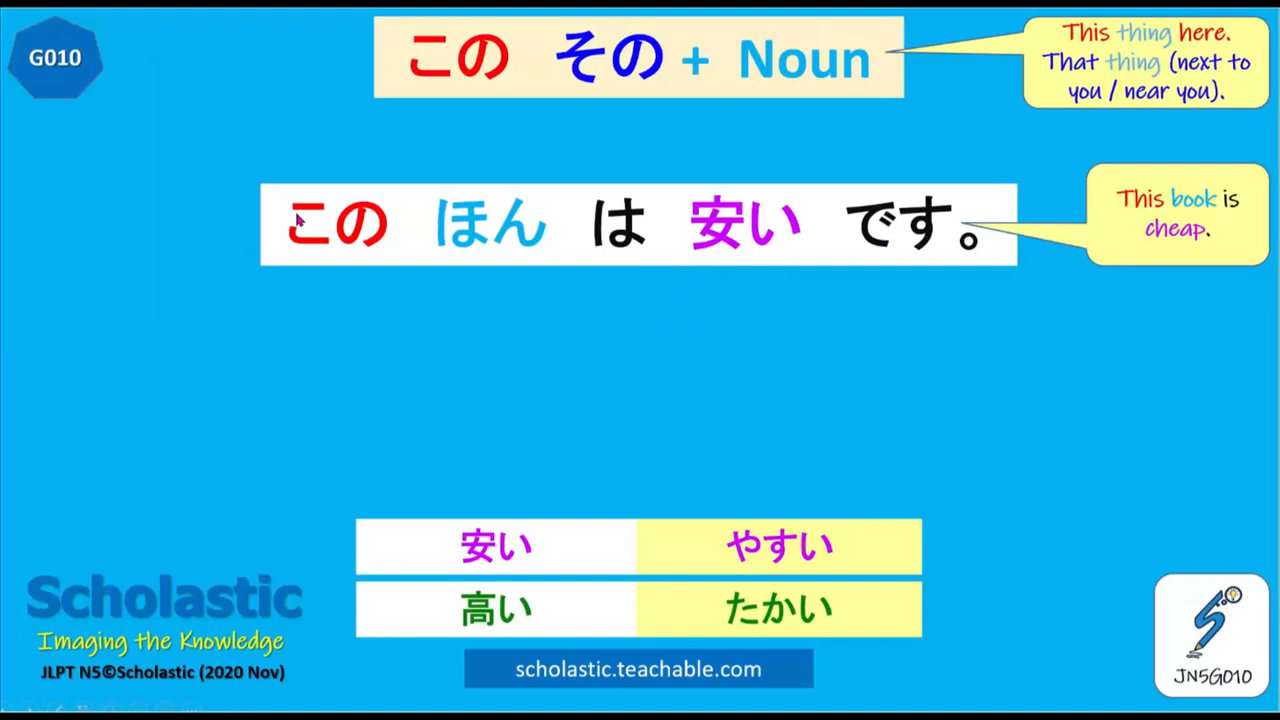 G010
この その + Noun
This thing here.
That thing (next to
you / near you).
この ほん は 安い です。
This book is
cheap.
安い やすい
高い たかい
Scholastic
Imaging the Knowledge
JLPT N5©Scholastic (2020 Nov)
scholastic.teachable.com
JN5G010